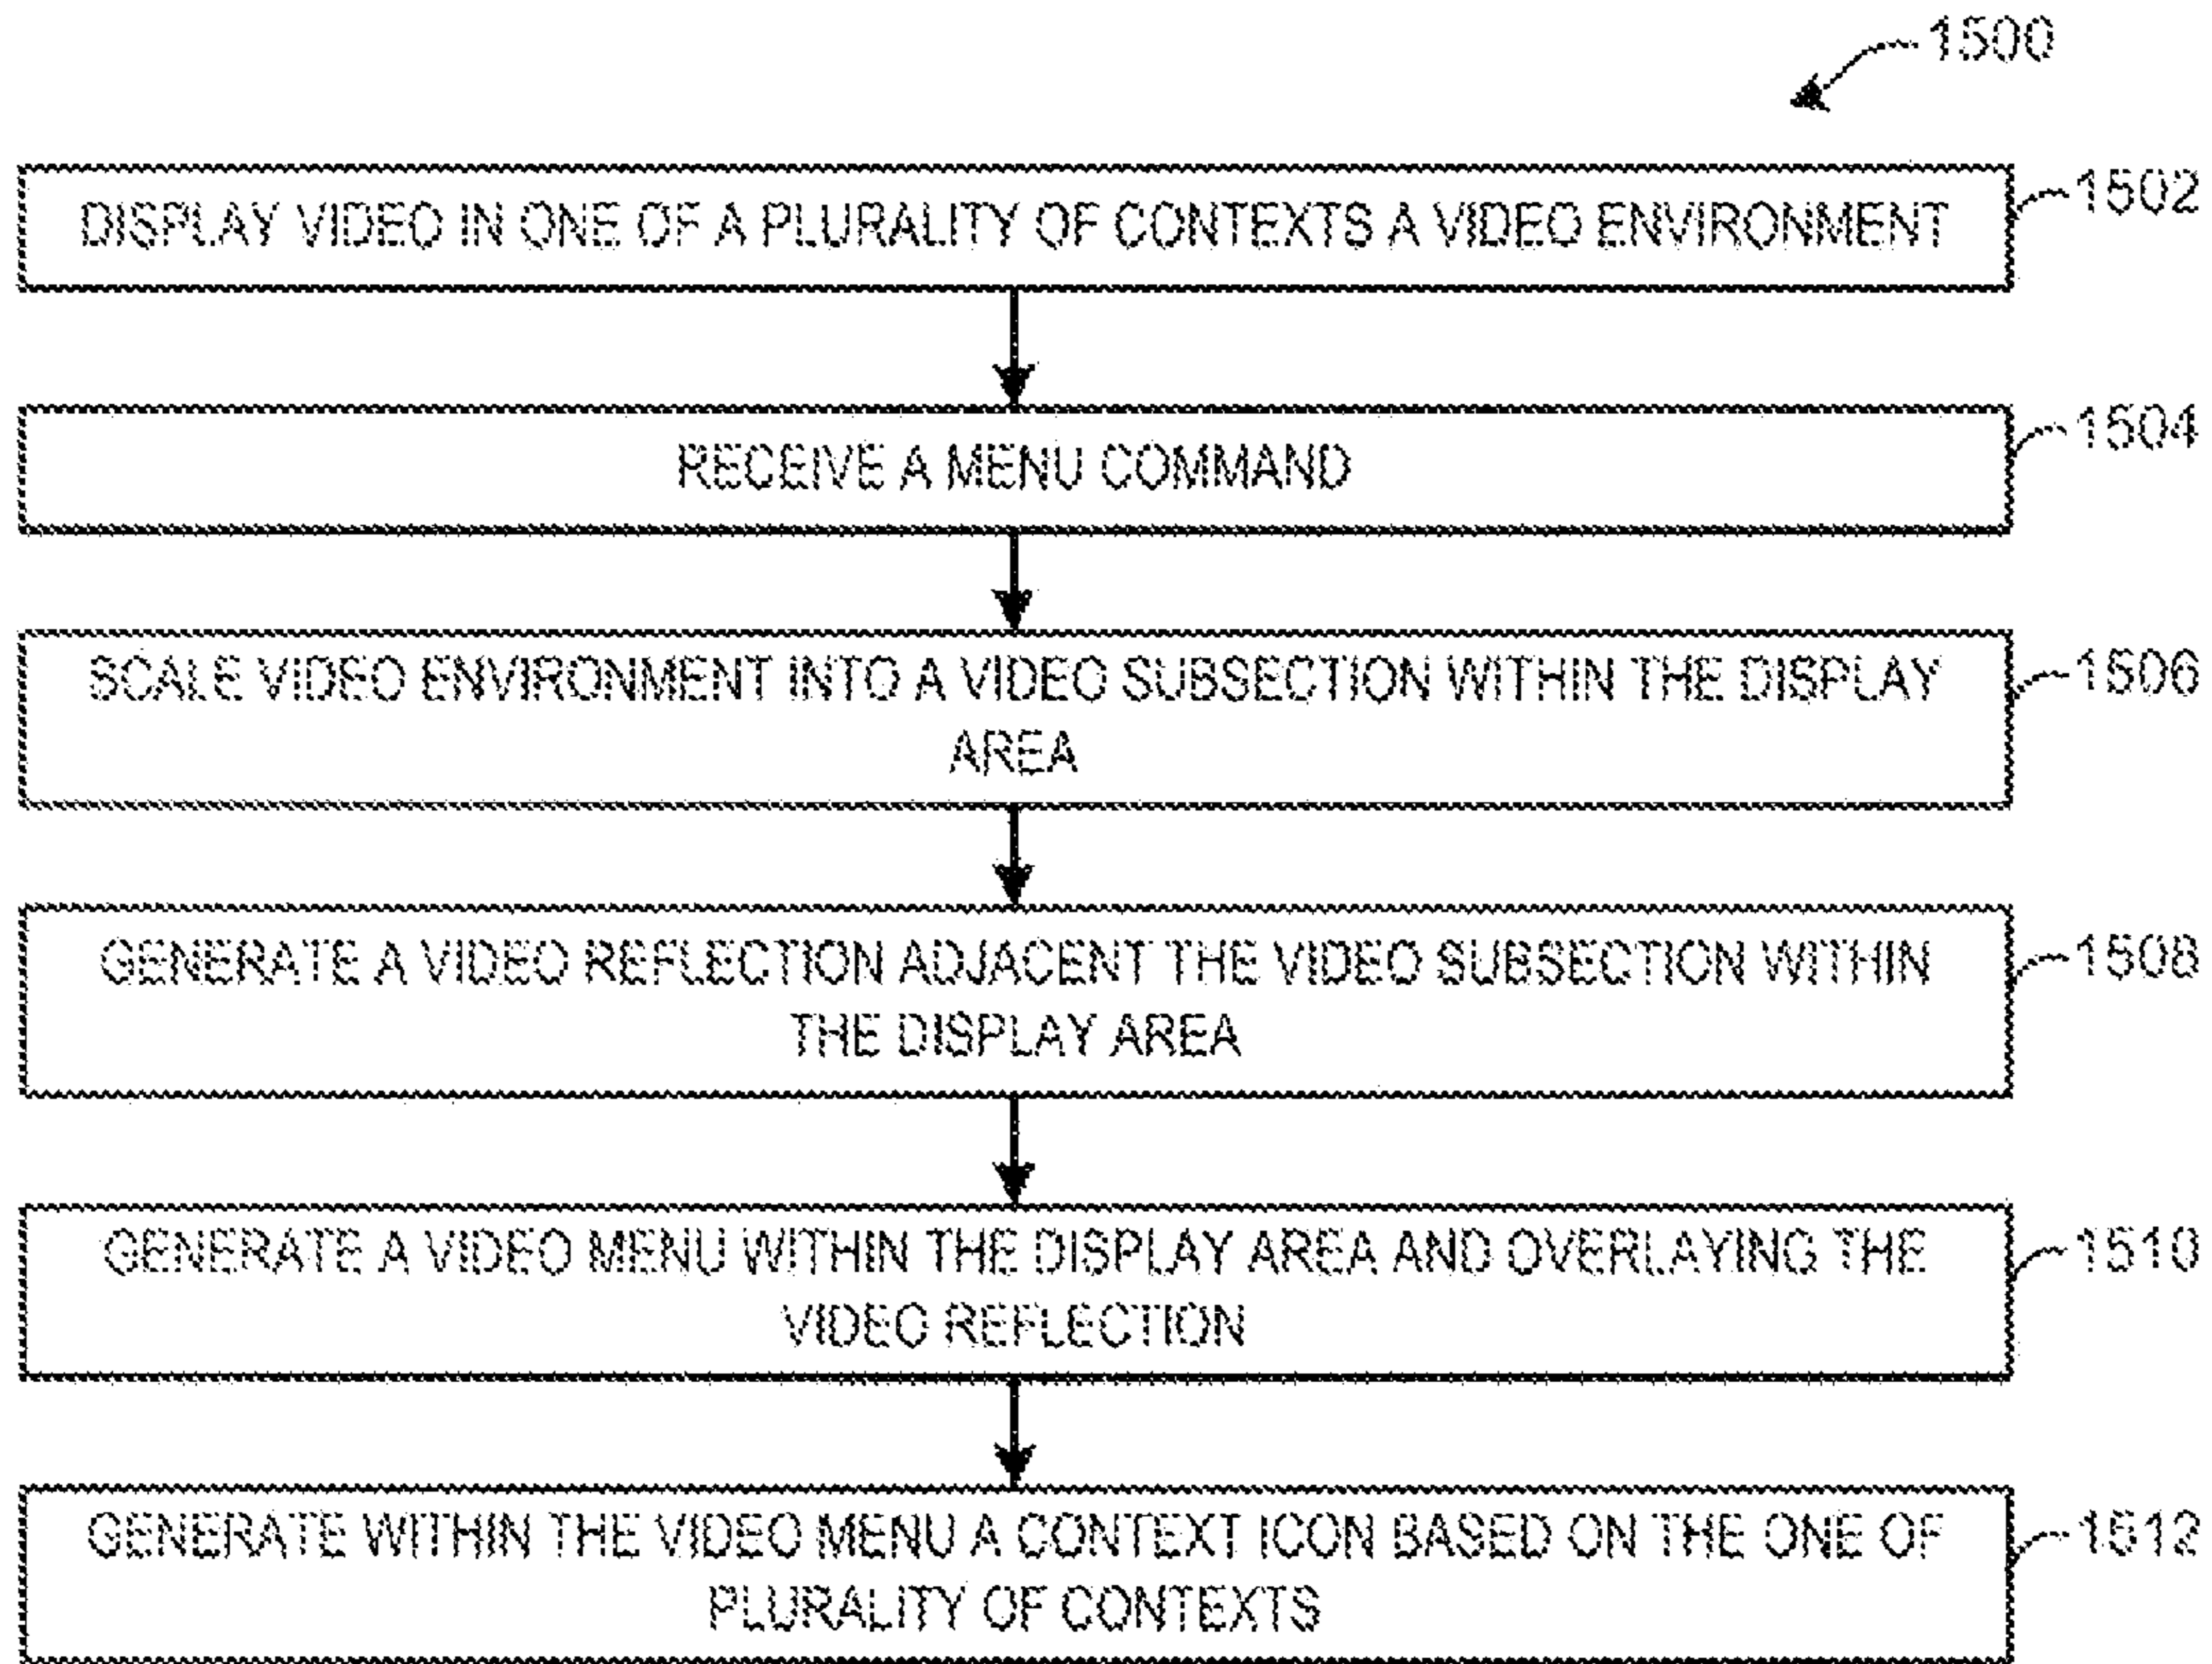 1500
DISPLAY VIDEO IN ONE OF A PLURALITY OF CONTEXTS A VIDEO ENVIRONMENT
1502
RECEIVE A MENU COMMAND
1504
SCALE VIDEO ENVIRONMENT INTO A VIDEO SUBSECTION WITHIN THE DISPLAY
AREA
1506
GENERATE A VIDEO REFLECTION ADJACENT THE VIDEO SUBSECTION WITHIN
THE DISPLAY AREA
1508
GENERATE A VIDEO MENU WITHIN THE DISPLAY AREA AND OVERLAYING THE
VIDEO REFLECTION
1510
GENERATE WITHIN THE VIDEO MENU A CONTEXT ICON BASED ON THE ONE OF
PLURALITY OF CONTEXTS
1512